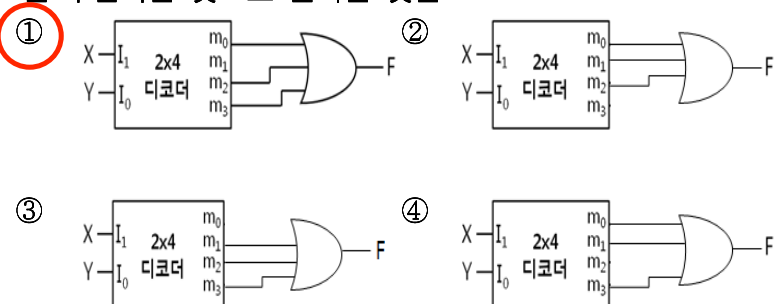 ①
X I₁ 2x4 디코더 m₀
m₁
Y I₀ m₂
m₃
F
②
X I₁ 2x4 디코더 m₀
m₁
Y I₀ m₂
m₃
F
③
X I₁ 2x4 디코더 m₀
m₁
Y I₀ m₂
m₃
F
④
X I₁ 2x4 디코더 m₀
m₁
Y I₀ m₂
m₃
F